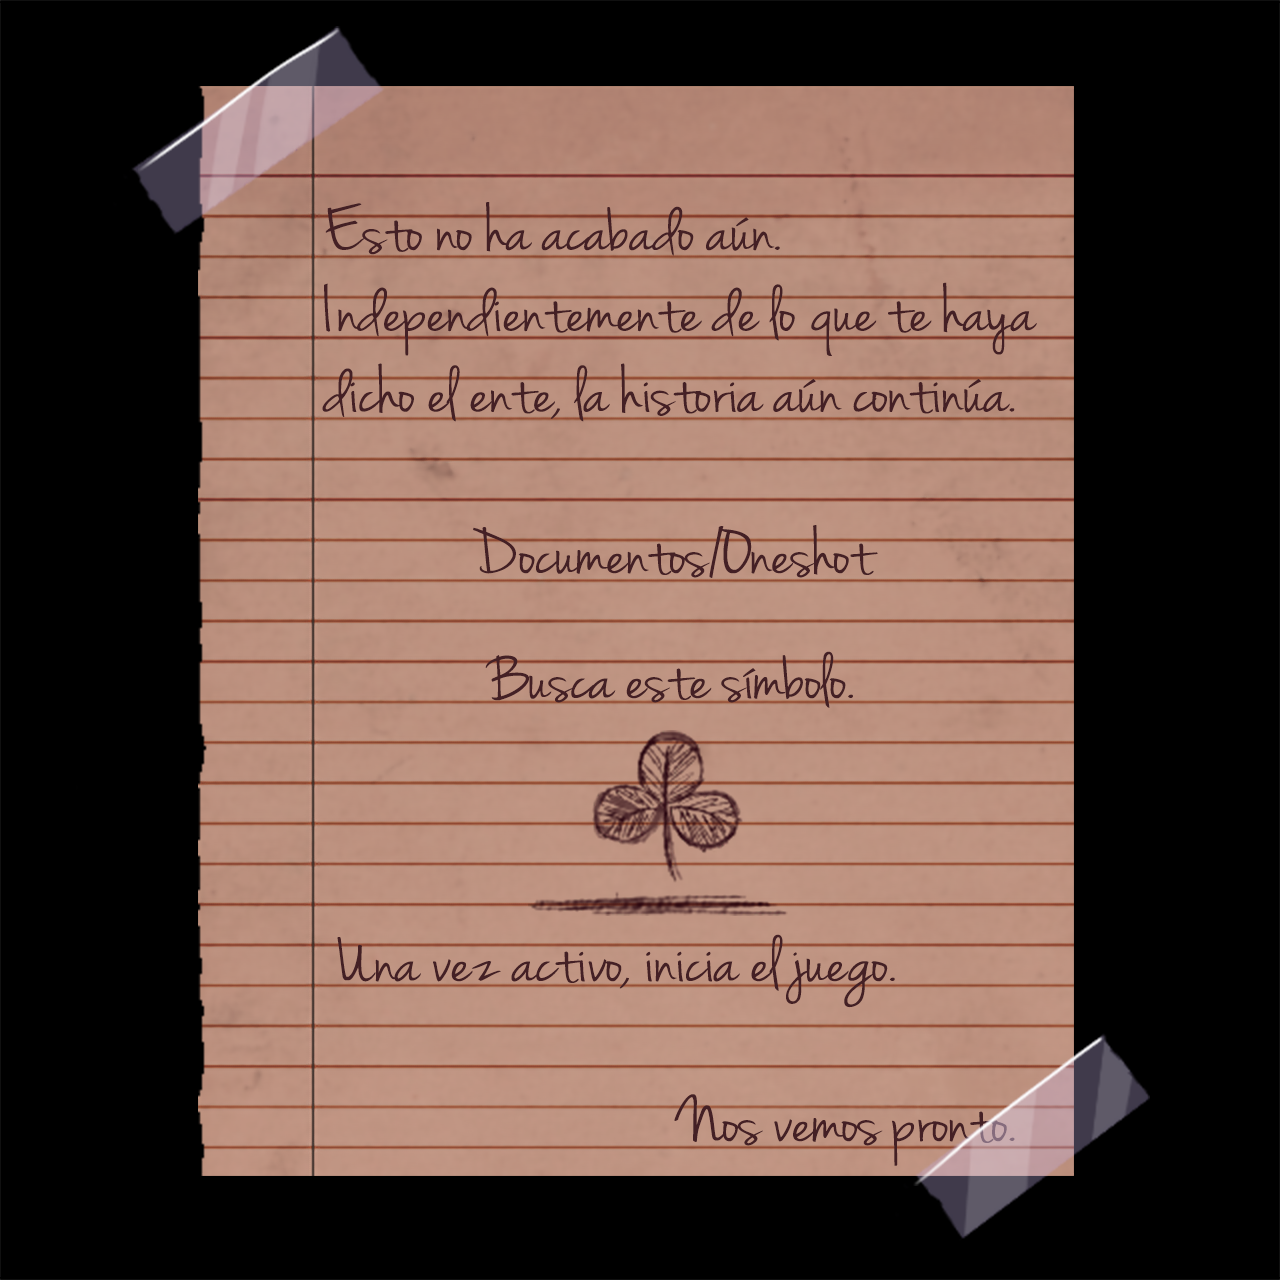 Esto no ha acabado aún.
Independientemente de lo que te haya
dicho el ente, la historia aún continúa.
Documentos/Oneshot
Busca este símbolo.
Una vez activo, inicia el juego.
Nos vemos pronto.